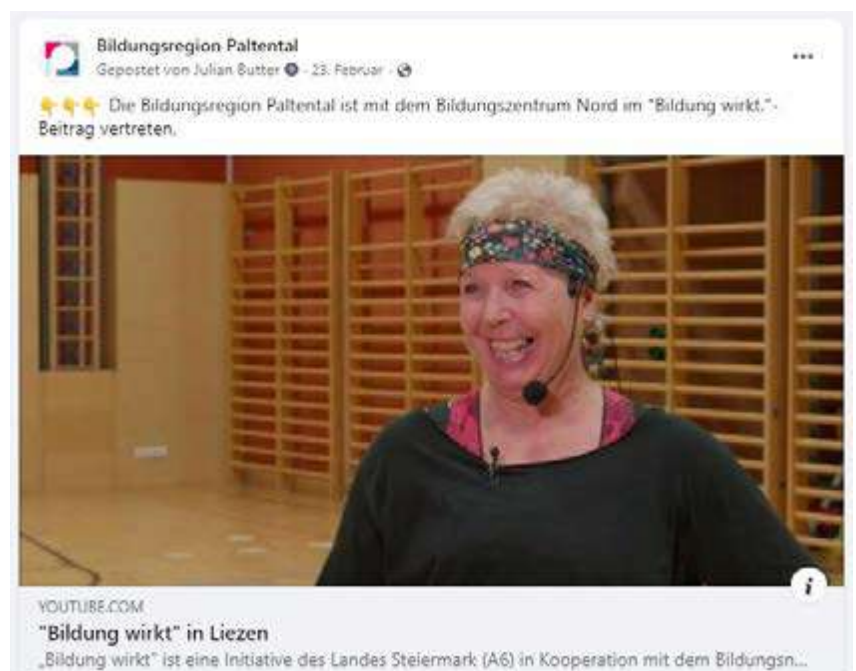 Bildungsregion Paltental
Gepostet von Julian Butter · 23. Februar ·
👇👇👇 Die Bildungsregion Paltental ist mit dem Bildungszentrum Nord im "Bildung wirkt."-
Beitrag vertreten.
i
YOUTUBE.COM
"Bildung wirkt" in Liezen
„Bildung wirkt" ist eine Initiative des Landes Steiermark (A6) in Kooperation mit dem Bildungsn...